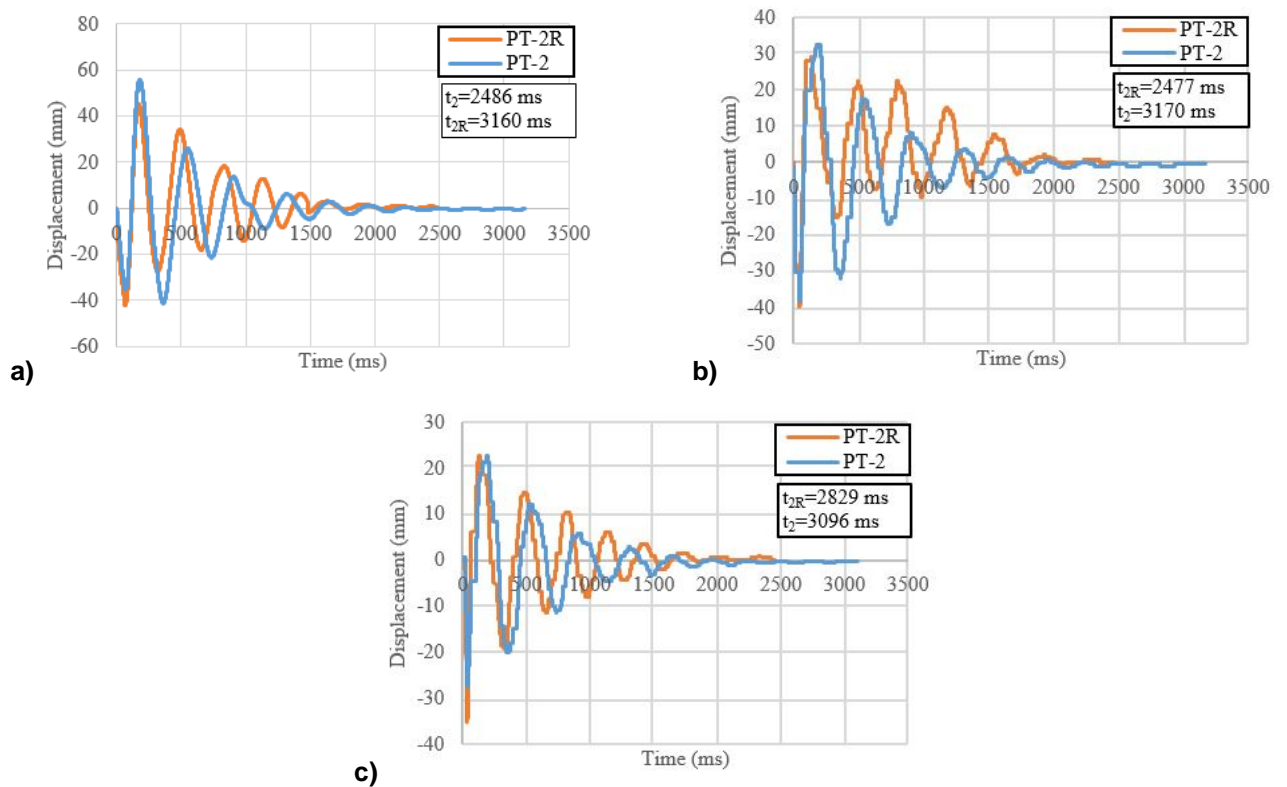 80
60
40
20
0
-20
-40
-60
Displacement (mm)
0 500 1000 1500 2000 2500 3000 3500
Time (ms)
PT-2R
PT-2
t₂=2486 ms
t₂R=3160 ms
a)
50
40
30
20
10
0
-10
-20
-30
-40
-50
Displacement (mm)
0 500 1000 1500 2000 2500 3000 3500
Time (ms)
PT-2R
PT-2
t₂R=2477 ms
t₂=3170 ms
b)
30
20
10
0
-10
-20
-30
-40
Displacement (mm)
0 500 1000 1500 2000 2500 3000 3500
Time (ms)
PT-2R
PT-2
t₂R=2829 ms
t₂=3096 ms
c)